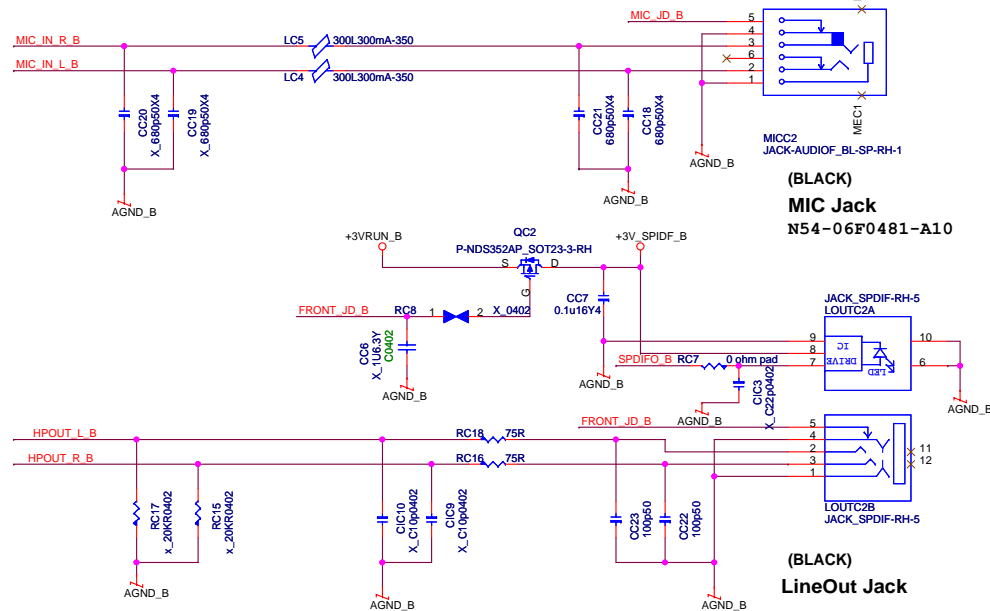 MIC_JD_B
5
4
3
6
2
1
MIC_IN_R_B
LC5
300L300mA-350
MIC_IN_L_B
LC4
300L300mA-350
CC20
X_680p50X4
CC19
X_680p50X4
CC21
680p50X4
CC18
680p50X4
MEC1
AGND_B
AGND_B
AGND_B
MICC2
JACK-AUDIOF_BL-SP-RH-1
(BLACK)
MIC Jack
N54-06F0481-A10
+3VRUN_B
QC2
P-NDS352AP_SOT23-3-RH
S
D
G
+3V_SPIDF_B
FRONT_JD_B
RC8
1
2
X_0402
CC6
X_1U6.3Y
C0402
AGND_B
CC7
0.1u16Y4
AGND_B
SPDIFO_B
RC7
0 ohm pad
CIC3
X_C22p0402
AGND_B
JACK_SPDIF-RH-5
LOUTC2A
9
8
7
10
6
DRIVE
IC
LED
AGND_B
HPOUT_L_B
HPOUT_R_B
RC18
75R
RC16
75R
RC17
x_20KR0402
RC15
x_20KR0402
AGND_B
CIC10
X_C10p0402
CIC9
X_C10p0402
AGND_B
FRONT_JD_B
CC23
100p50
CC22
100p50
AGND_B
5
4
2
3
1
11
12
LOUTC2B
JACK_SPDIF-RH-5
(BLACK)
LineOut Jack